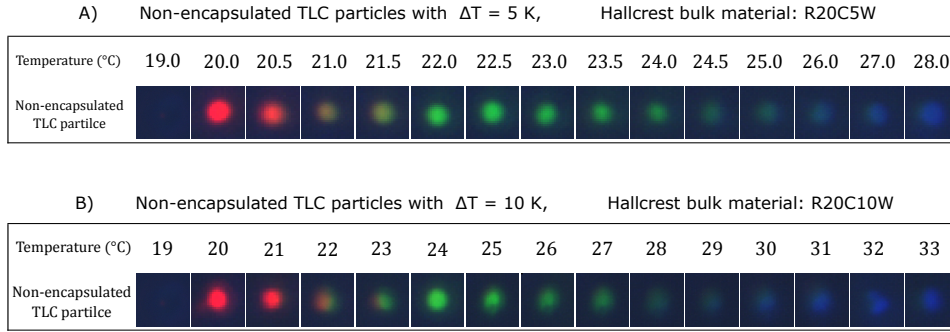 A) Non-encapsulated TLC particles with ΔT = 5 K, Hallcrest bulk material: R20C5W
Temperature (°C) 19.0 20.0 20.5 21.0 21.5 22.0 22.5 23.0 23.5 24.0 24.5 25.0 26.0 27.0 28.0
Non-encapsulated
TLC partilce
B) Non-encapsulated TLC particles with ΔT = 10 K, Hallcrest bulk material: R20C10W
Temperature (°C) 19 20 21 22 23 24 25 26 27 28 29 30 31 32 33
Non-encapsulated
TLC partilce